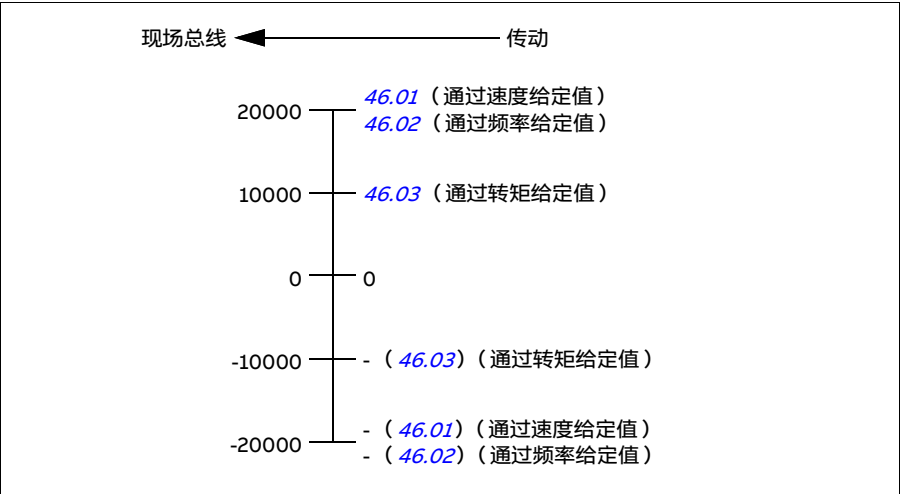 现场总线 传动
20000 46.01（通过速度给定值）
46.02（通过频率给定值）
10000 46.03（通过转矩给定值）
0 0
-10000 -（46.03）（通过转矩给定值）
-20000 -（46.01）（通过速度给定值）
-（46.02）（通过频率给定值）